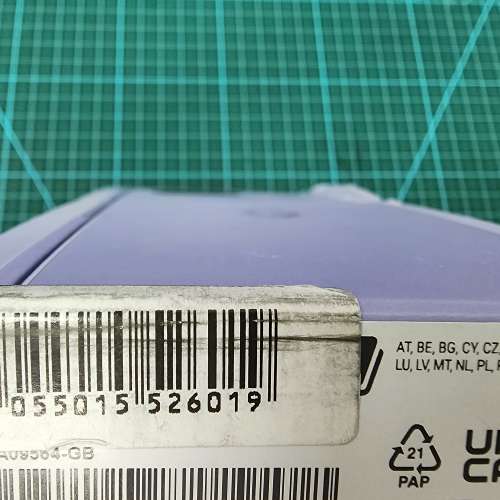 055015 526019
A09564-GB
AT, BE, BG, CY, CZ,
LU, LV, MT, NL, PL,
21
PAP